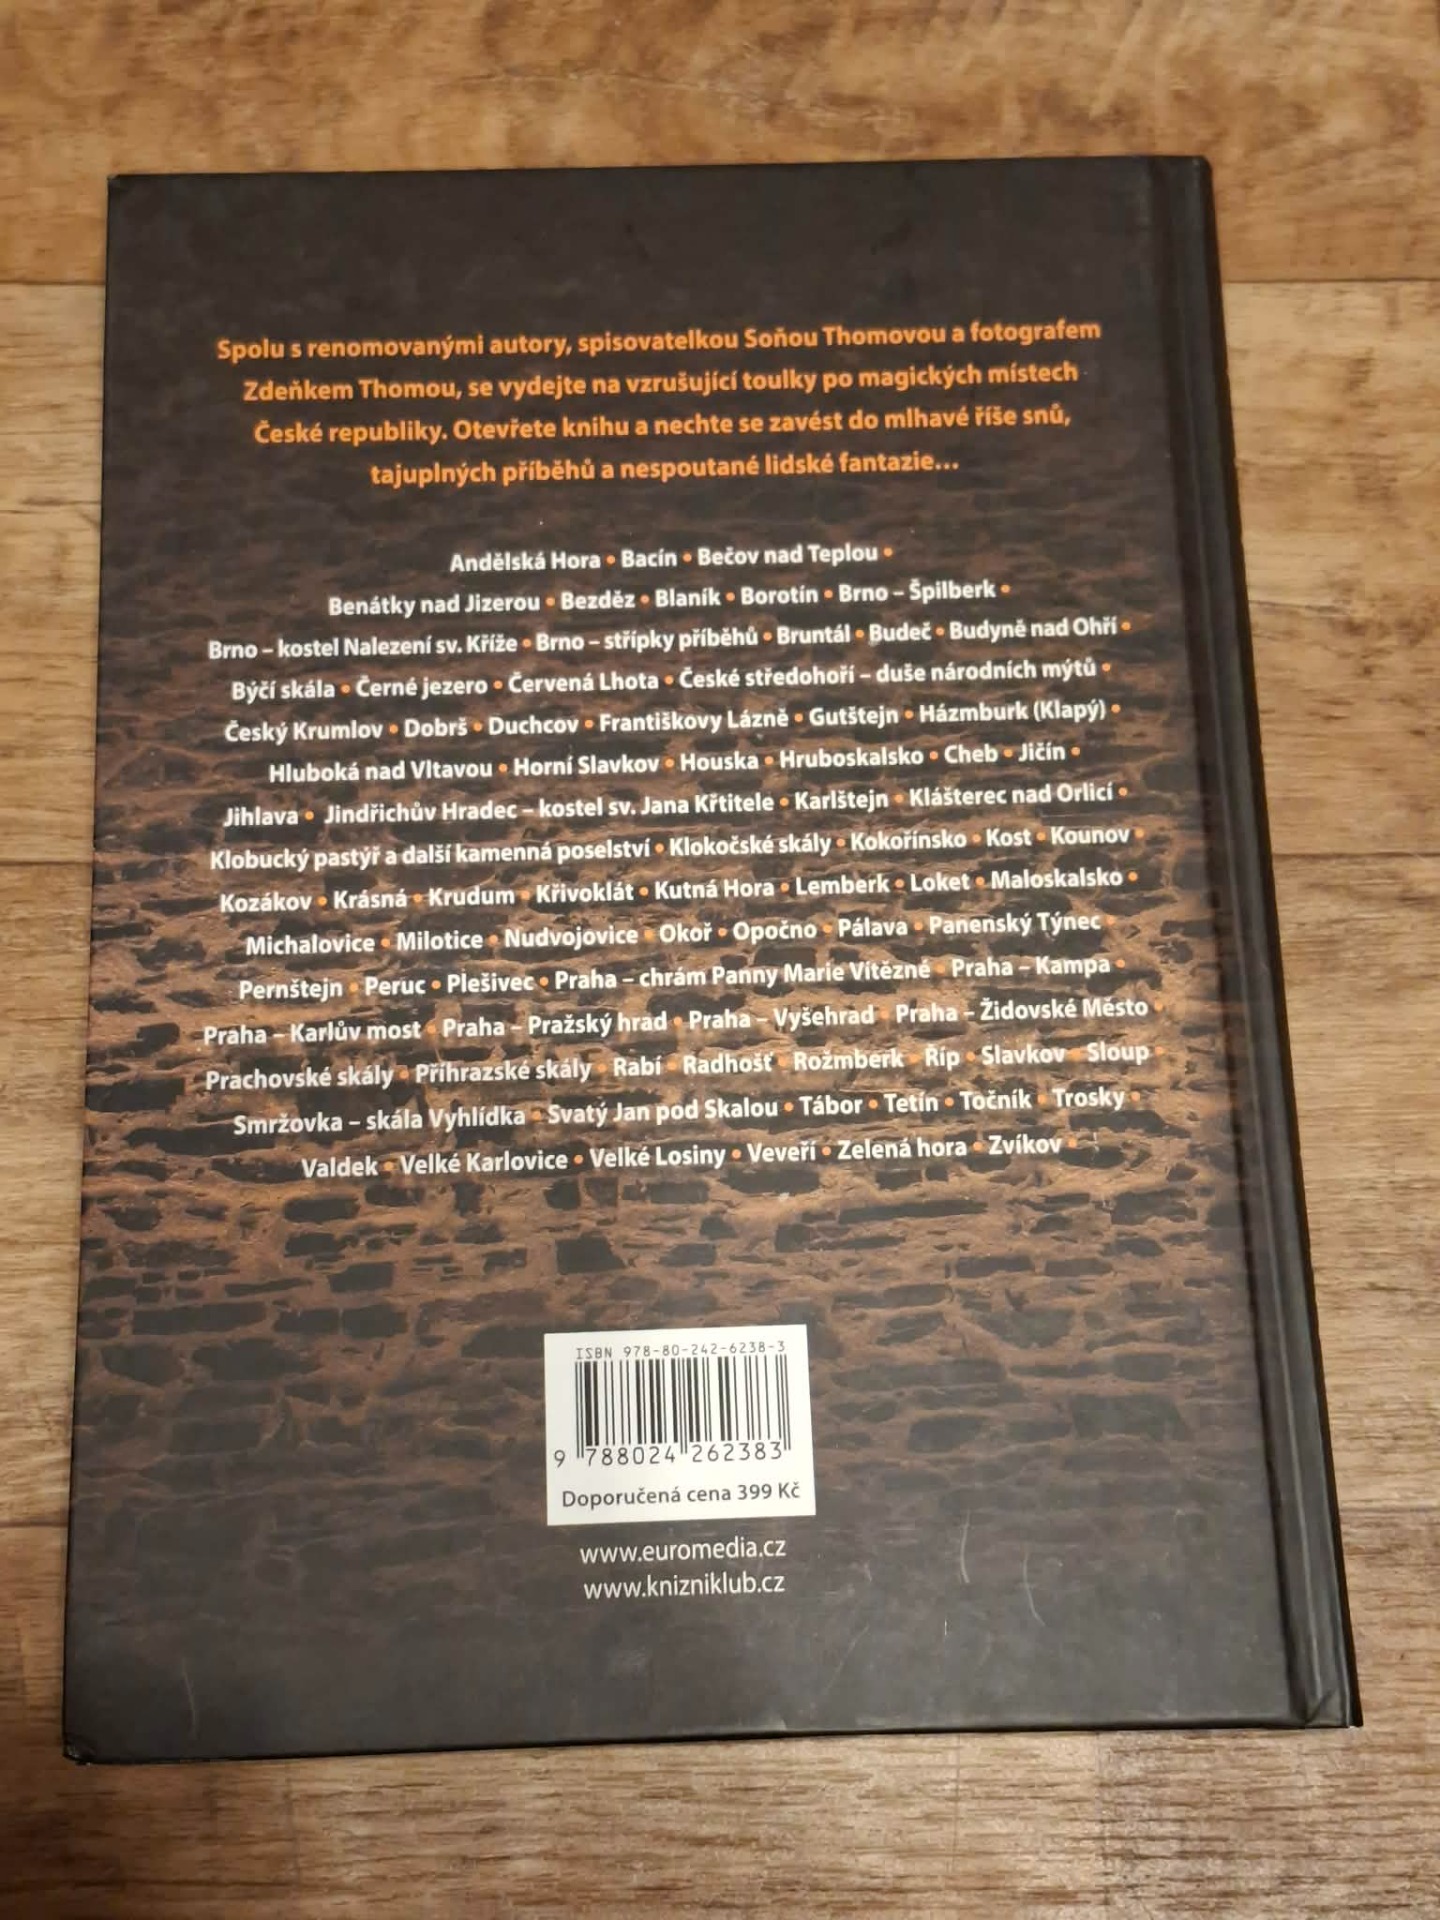 Spolu s renomovanými autory, spisovatelkou Soňou Thomovou a fotografem
Zdeňkem Thomou, se vydejte na vzrušující toulky po magických místech
České republiky. Otevřete knihu a nechte se zavést do mlhavé říše snů,
tajuplných příběhů a nespoutané lidské fantazie...
Andělská Hora • Bacín • Bečov nad Teplou •
Benátky nad Jizerou • Bezděz • Blaník • Borotín • Brno – Špilberk •
Brno – kostel Nalezení sv. Kříže • Brno – střípky příběhů • Bruntál • Budeč • Budyně nad Ohří •
Býčí skála • Černé jezero • Červená Lhota • České středohoří – duše národních mýtů •
Český Krumlov • Dobrš • Duchcov • Františkovy Lázně • Gutštejn • Házmburk (Klapý) •
Hluboká nad Vltavou • Horní Slavkov • Houska • Hruboskalsko • Cheb • Jičín •
Jihlava • Jindřichův Hradec – kostel sv. Jana Křtitele • Karlštejn • Klášterec nad Orlicí •
Klobucký pastýř a další kamenná poselství • Klokočské skály • Kokořínsko • Kost • Kounov •
Kozákov • Krásná • Krudum • Křivoklát • Kutná Hora • Lemberk • Loket • Maloskalsko •
Michalovice • Milotice • Nudvojovice • Okoř • Opočno • Pálava • Panenský Týnec •
Pernštejn • Peruc • Plešivec • Praha – chrám Panny Marie Vítězné • Praha – Kampa •
Praha – Karlův most • Praha – Pražský hrad • Praha – Vyšehrad • Praha – Židovské Město •
Prachovské skály • Příhrazské skály • Rabí • Radhošť • Rožmberk • Říp • Slavkov • Sloup •
Smržovka – skála Vyhlídka • Svatý Jan pod Skalou • Tábor • Tetín • Točník • Trosky •
Valdek • Velké Karlovice • Velké Losiny • Veveří • Zelená hora • Zvíkov •
ISBN 978-80-242-6238-3
9 788024 262383
Doporučená cena 399 Kč
www.euromedia.cz
www.knizniklub.cz